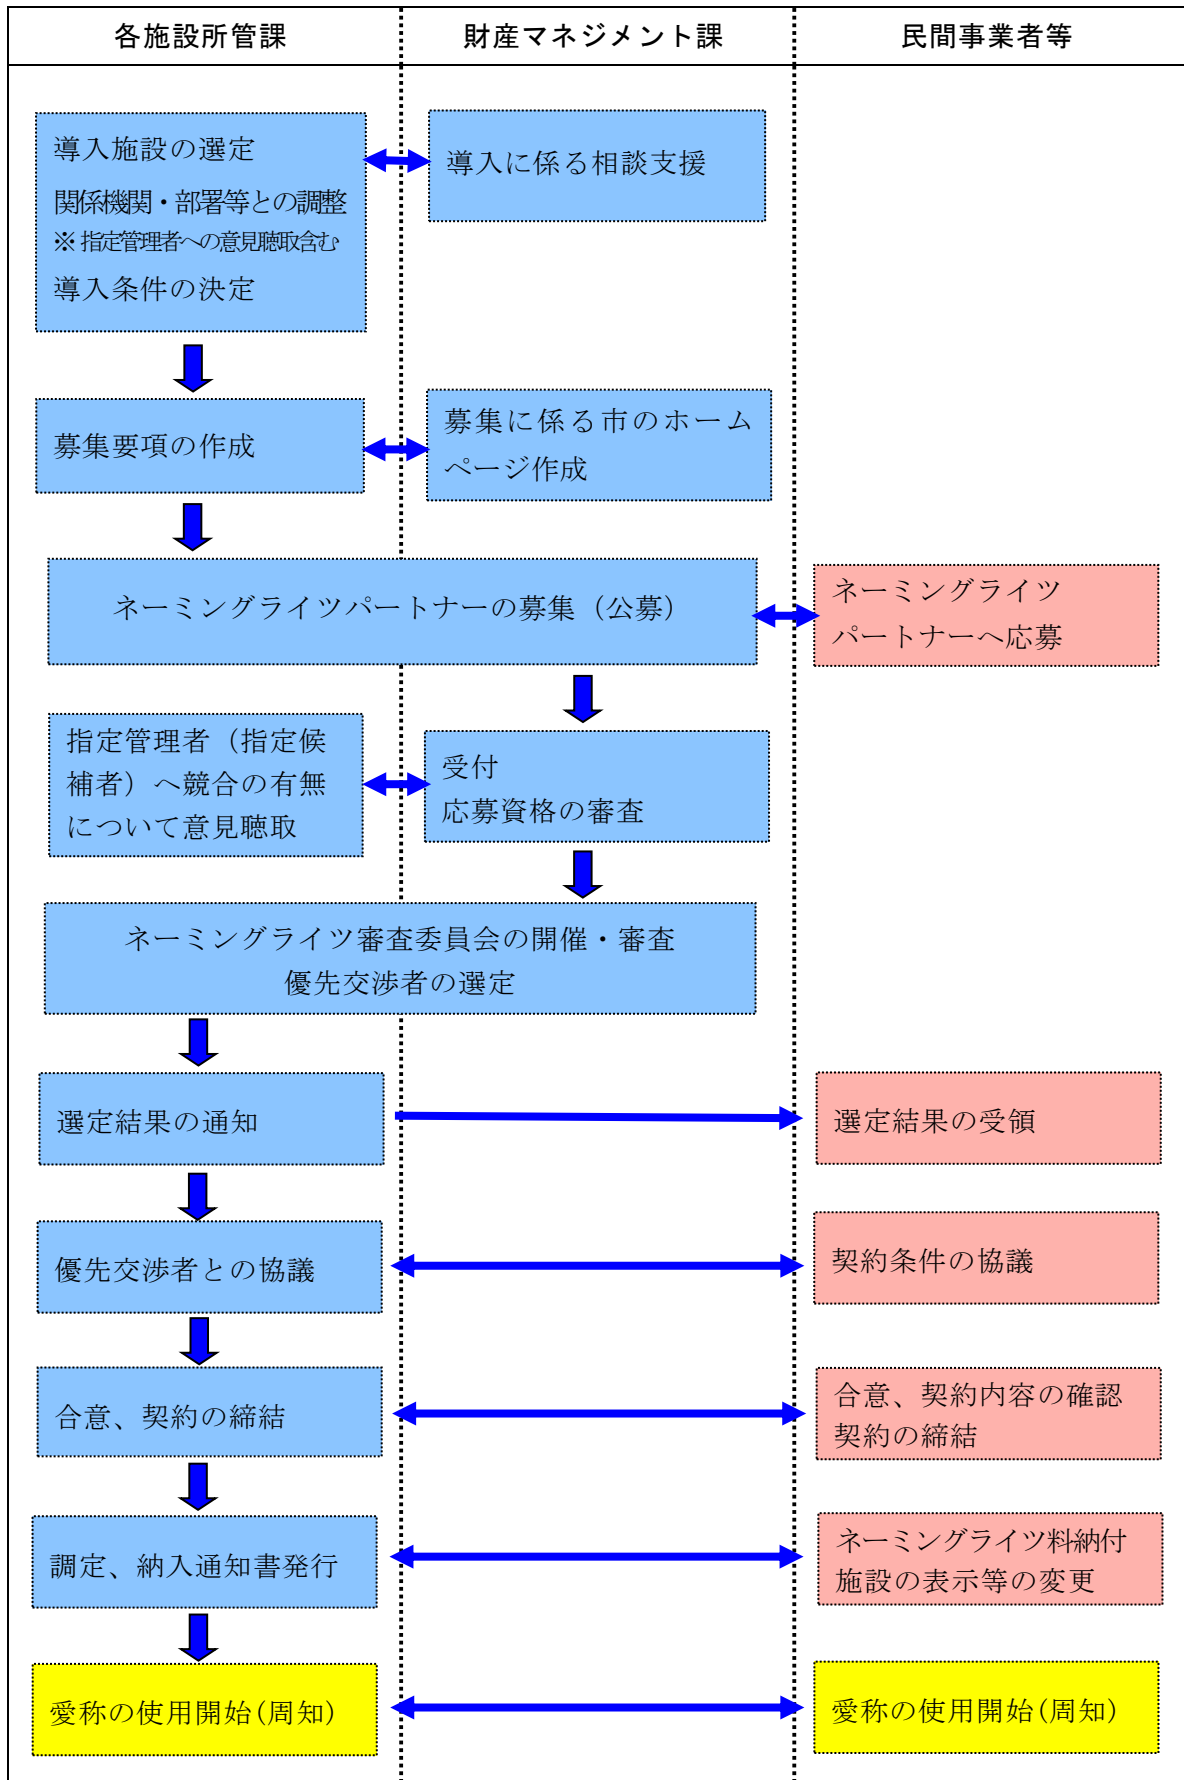 各施設所管課
財産マネジメント課
民間事業者等
導入施設の選定
関係機関・部署等との調整
※指定管理者への意見聴取含む
導入条件の決定
導入に係る相談支援
募集要項の作成
募集に係る市のホーム
ページ作成
ネーミングライツパートナーの募集（公募）
ネーミングライツ
パートナーへ応募
指定管理者（指定候
補者）へ競合の有無
について意見聴取
受付
応募資格の審査
ネーミングライツ審査委員会の開催・審査
優先交渉者の選定
選定結果の通知
選定結果の受領
優先交渉者との協議
契約条件の協議
合意、契約の締結
合意、契約内容の確認
契約の締結
調定、納入通知書発行
ネーミングライツ料納付
施設の表示等の変更
愛称の使用開始(周知)
愛称の使用開始(周知)